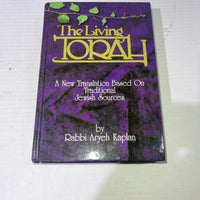 The Living
TORAH
A New Translation Based On
Traditional
Jewish Sources
by
Rabbi Aryeh Kaplan